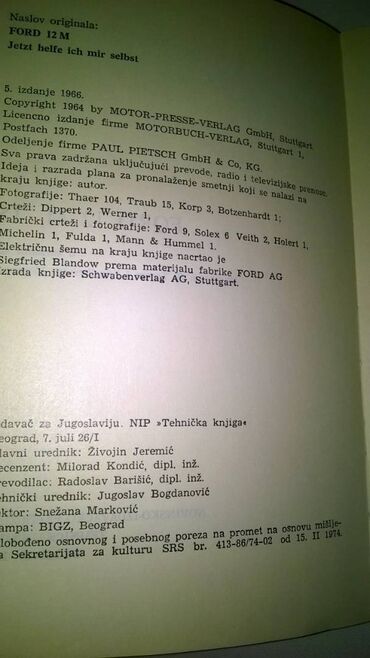 Naslov originala:
FORD 12 M
Jetzt helfe ich mir selbst
5. izdanje 1966.
Copyright 1964 by MOTOR-PRESSE-VERLAG GmbH, Stuttgart
Licencno izdanje firme MOTORBUCH-VERLAG, Stuttgart 1,
Postfach 1370.
Odeljenje firme PAUL PIETSCH GmbH & Co, KG.
Sva prava zadržana uključujući prevode, radio i televizijske prenose.
Ideja i razrada plana za pronalaženje smetnji koji se nalazi na
kraju knjige: autor.
Fotografije: Thaer 104, Traub 15, Korp 3, Botzenhardt 1;
Crteži: Dippert 2, Werner 1,
Fabrički crteži i fotografije: Ford 9, Solex 6 Veith 2, Holert 1,
Michelin 1, Fulda 1, Mann & Hummel 1.
Električnu šemu na kraju knjige nacrtao je
Siegfried Blandow prema materijalu fabrike FORD AG
zrada knjige: Schwabenverlag AG, Stuttgart.
davač za Jugoslaviju. NIP »Tehnička knjiga«
eograd, 7. juli 26/I
lavni urednik: Živojin Jeremić
ecenzent: Milorad Kondić, dipl. inž.
revodilac: Radoslav Barišić, dipl. inž.
ehnički urednik: Jugoslav Bogdanović
ektor: Snežana Marković
tampa: BIGZ, Beograd
slobođeno osnovnog i posebnog poreza na promet na osnovu mišlje-
a Sekretarijata za kulturu SRS br. 413-86/74-02 od 15. II 1974.